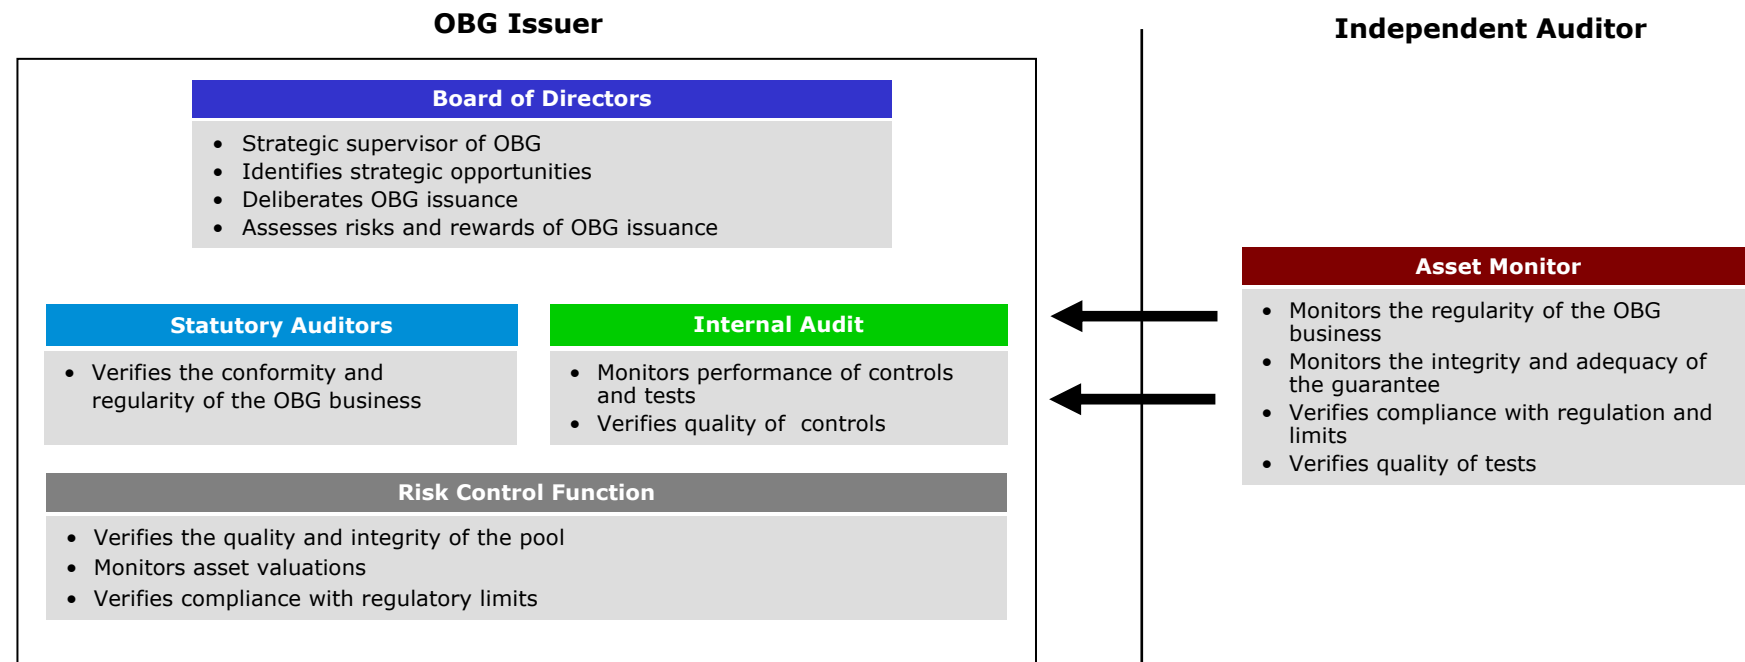 OBG Issuer
Board of Directors
• Strategic supervisor of OBG
• Identifies strategic opportunities
• Deliberates OBG issuance
• Assesses risks and rewards of OBG issuance
Statutory Auditors
• Verifies the conformity and
regularity of the OBG business
Internal Audit
• Monitors performance of controls
and tests
• Verifies quality of controls
Risk Control Function
• Verifies the quality and integrity of the pool
• Monitors asset valuations
• Verifies compliance with regulatory limits
Independent Auditor
Asset Monitor
• Monitors the regularity of the OBG
business
• Monitors the integrity and adequacy of
the guarantee
• Verifies compliance with regulation and
limits
• Verifies quality of tests